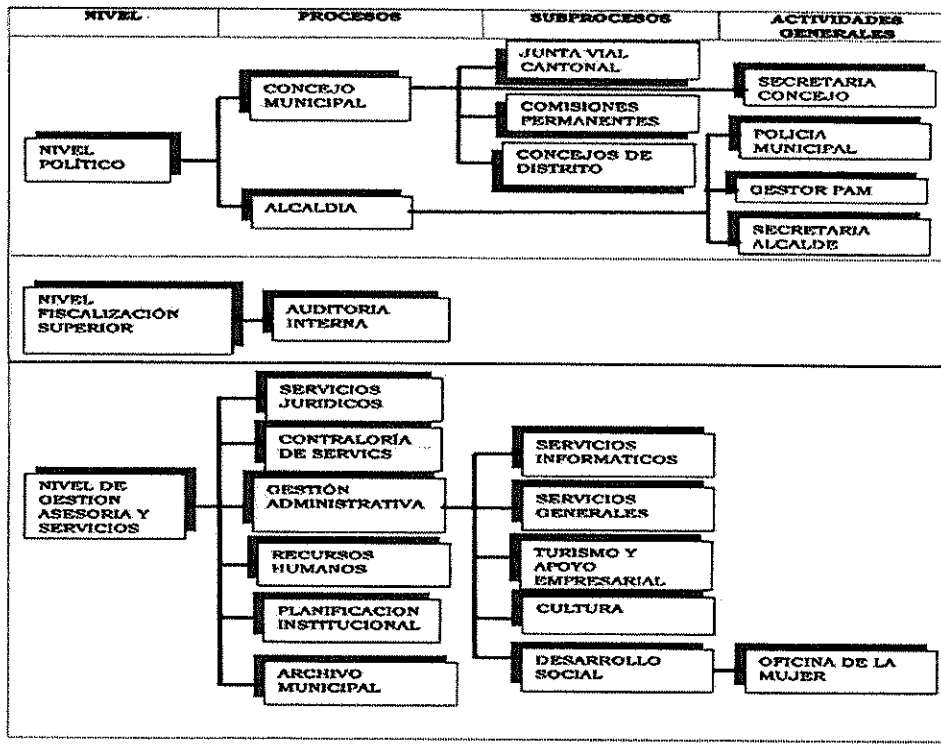 NIVEL
PROCESOS
SUBPROCESOS
ACTIVIDADES
GENERALES
NIVEL
POLÍTICO
CONCEJO
MUNICIPAL
JUNTA VIAL
CANTONAL
COMISIONES
PERMANENTES
CONCEJOS DE
DISTRITO
SECRETARIA
CONCEJO
ALCALDIA
POLICIA
MUNICIPAL
GESTOR PAM
SECRETARIA
ALCALDE
NIVEL
FISCALIZACIÓN
SUPERIOR
AUDITORIA
INTERNA
NIVEL DE
GESTION
ASESORIA Y
SERVICIOS
SERVICIOS
JURIDICOS
CONTRALORÍA
DE SERVICS
GESTIÓN
ADMINISTRATIVA
RECURSOS
HUMANOS
PLANIFICACION
INSTITUCIONAL
ARCHIVO
MUNICIPAL
SERVICIOS
INFORMATICOS
SERVICIOS
GENERALES
TURISMO Y
APOYO
EMPRESARIAL
CULTURA
DESARROLLO
SOCIAL
OFICINA DE LA
MUJER